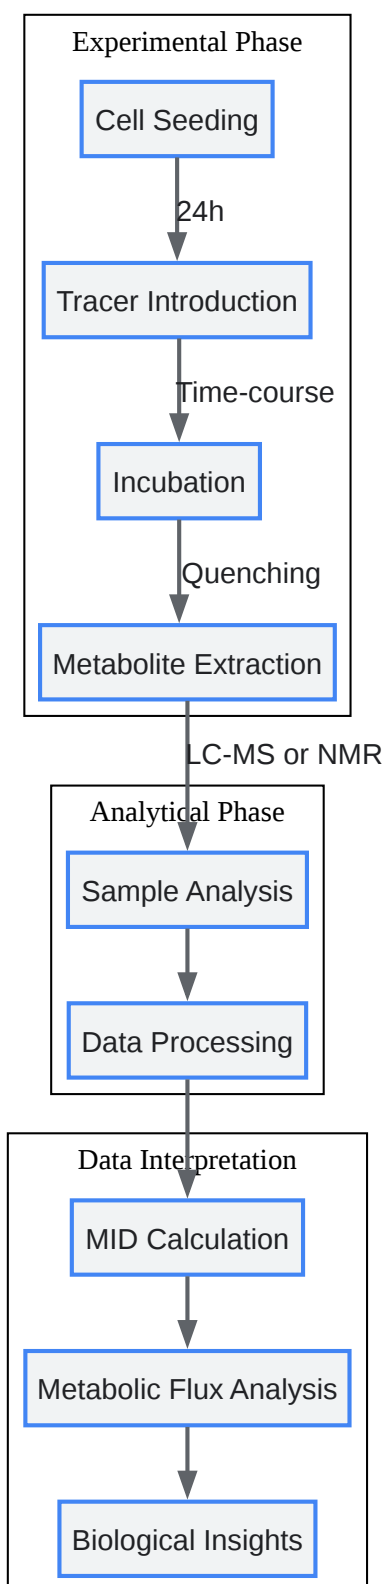 Experimental Phase
Cell Seeding
24h
Tracer Introduction
Time-course
Incubation
Quenching
Metabolite Extraction
LC-MS or NMR
Analytical Phase
Sample Analysis
Data Processing
Data Interpretation
MID Calculation
Metabolic Flux Analysis
Biological Insights